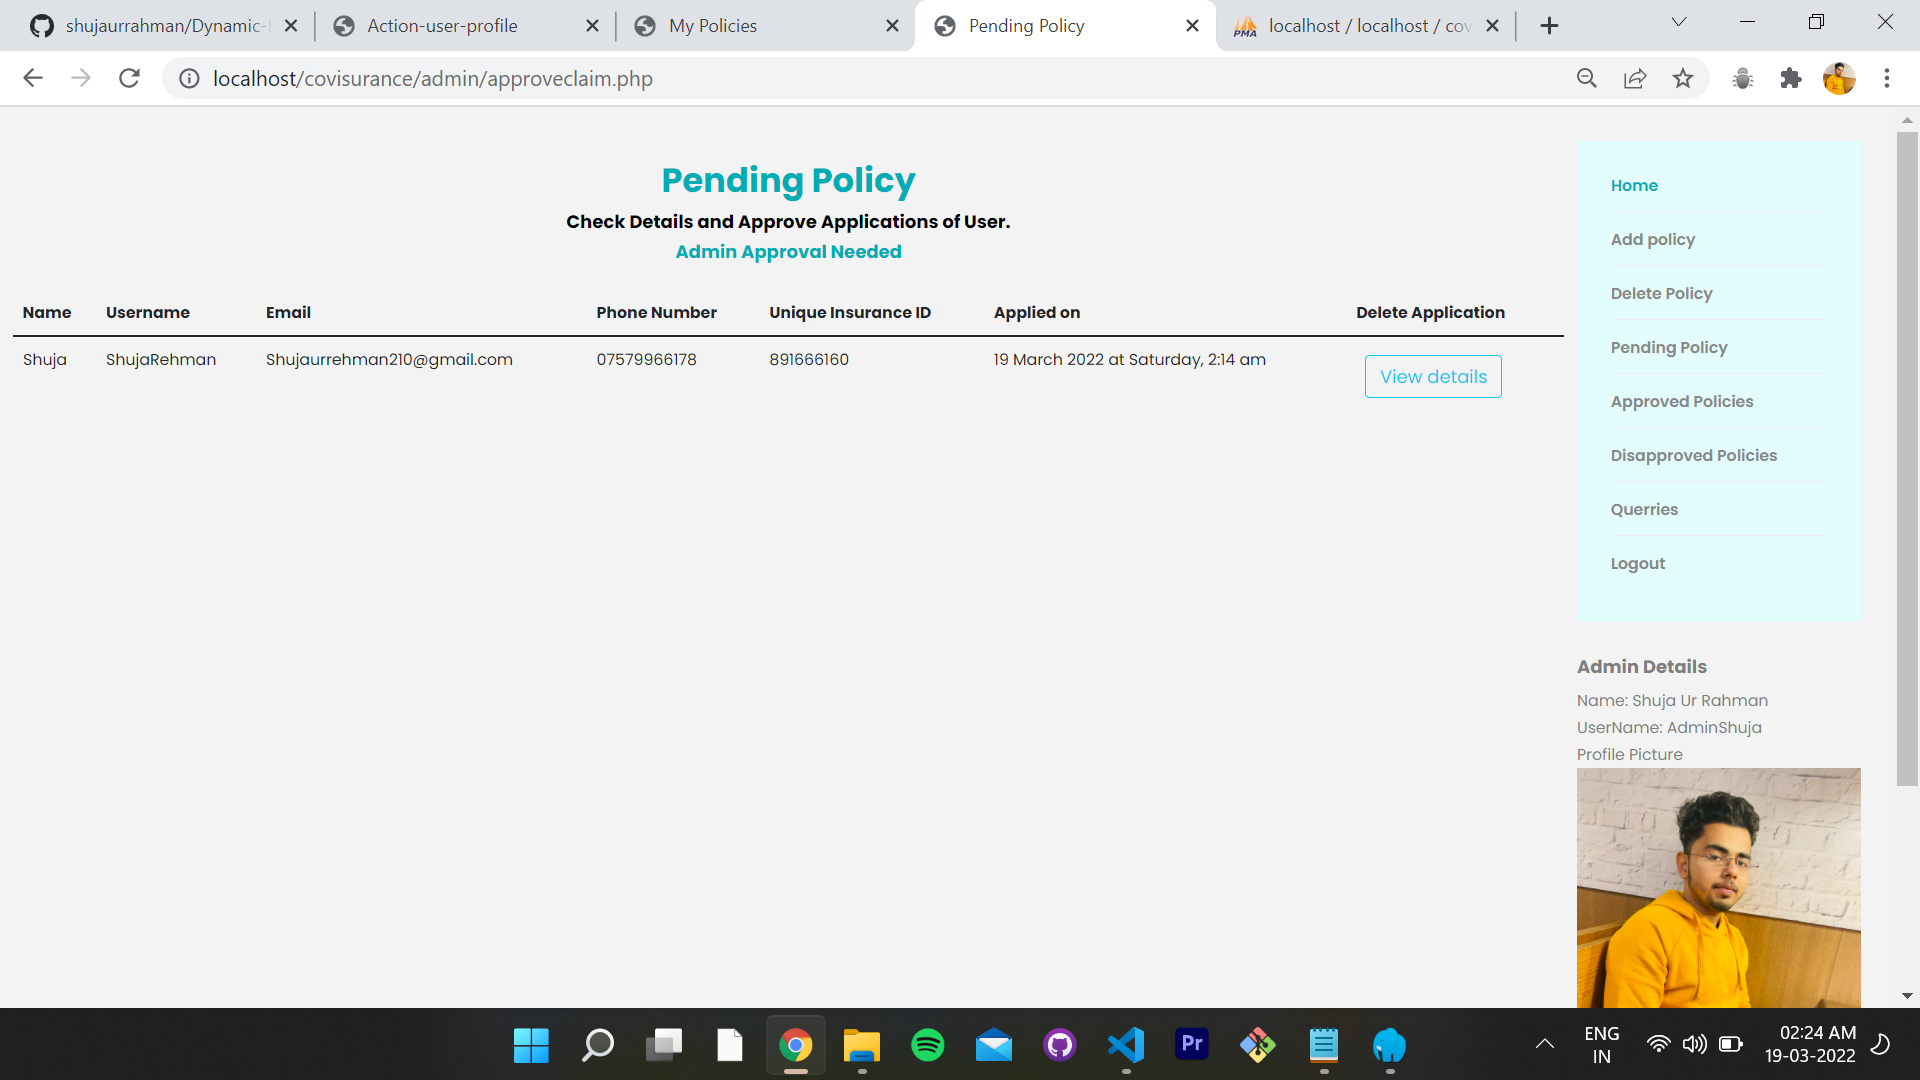 shujaurrahman/Dynamic-
Action-user-profile
My Policies
Pending Policy
localhost / localhost / cov
localhost/covisurance/admin/approveclaim.php
Pending Policy
Check Details and Approve Applications of User.
Admin Approval Needed
Name Username Email Phone Number Unique Insurance ID Applied on Delete Application
Shuja ShujaRehman Shujaurrehman210@gmail.com 07579966178 891666160 19 March 2022 at Saturday, 2:14 am View details
Home
Add policy
Delete Policy
Pending Policy
Approved Policies
Disapproved Policies
Querries
Logout
Admin Details
Name: Shuja Ur Rahman
UserName: AdminShuja
Profile Picture
PMA
Pr
ENG
IN
02:24 AM
19-03-2022